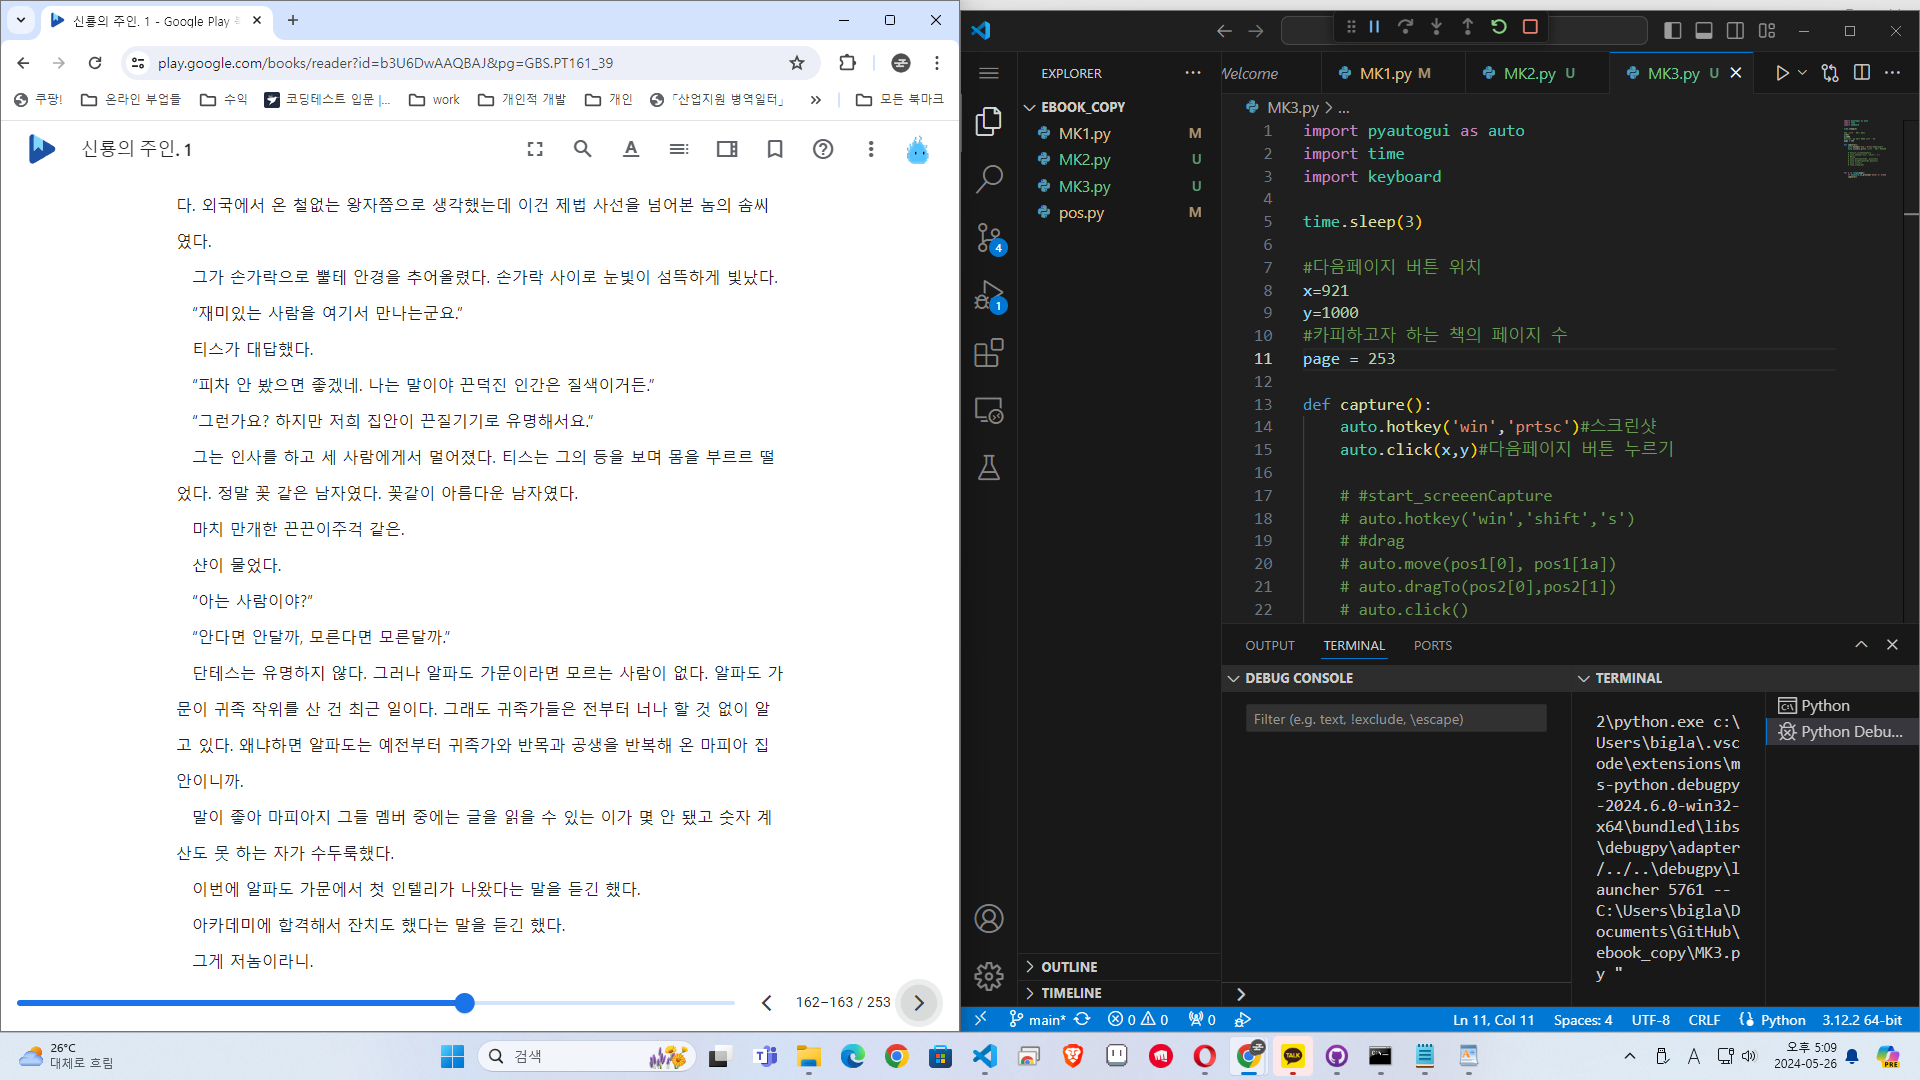 신룡의 주인. 1 - Google Play
play.google.com/books/reader?id=b3U6DwAAQBAJ&pg=GBS.PT161_39
쿠팡!
온라인 부업들
수익
코딩테스트 입문 |...
work
개인적 개발
개인
「산업지원 병역일터」
모든 북마크
신룡의 주인. 1
다. 외국에서 온 철없는 왕자쯤으로 생각했는데 이건 제법 사선을 넘어본 놈의 솜씨
였다.
그가 손가락으로 뿔테 안경을 추어올렸다. 손가락 사이로 눈빛이 섬뜩하게 빛났다.
“재미있는 사람을 여기서 만나는군요.”
티스가 대답했다.
“피차 안 봤으면 좋겠네. 나는 말이야 끈덕진 인간은 질색이거든.”
“그런가요? 하지만 저희 집안이 끈질기기로 유명해서요.”
그는 인사를 하고 세 사람에게서 멀어졌다. 티스는 그의 등을 보며 몸을 부르르 떨
었다. 정말 꽃 같은 남자였다. 꽃같이 아름다운 남자였다.
마치 만개한 끈끈이주걱 같은.
샨이 물었다.
“아는 사람이야?”
“안다면 안달까, 모른다면 모른달까.”
단테스는 유명하지 않다. 그러나 알파도 가문이라면 모르는 사람이 없다. 알파도 가
문이 귀족 작위를 산 건 최근 일이다. 그래도 귀족가들은 전부터 너나 할 것 없이 알
고 있다. 왜냐하면 알파도는 예전부터 귀족가와 반목과 공생을 반복해 온 마피아 집
안이니까.
말이 좋아 마피아지 그들 멤버 중에는 글을 읽을 수 있는 이가 몇 안 됐고 숫자 계
산도 못 하는 자가 수두룩했다.
이번에 알파도 가문에서 첫 인텔리가 나왔다는 말을 듣긴 했다.
아카데미에 합격해서 잔치도 했다는 말을 듣긴 했다.
그게 저놈이라니.
162–163 / 253
EXPLORER
EBOOK_COPY
MK1.py M
MK2.py U
MK3.py U
pos.py M
4
1
OUTLINE
TIMELINE
Welcome
MK1.py M
MK2.py U
MK3.py U
MK3.py > ...
1 import pyautogui as auto
2 import time
3 import keyboard
4
5 time.sleep(3)
6
7 #다음페이지 버튼 위치
8 x=921
9 y=1000
10 #카피하고자 하는 책의 페이지 수
11 page = 253
12
13 def capture():
14 auto.hotkey('win','prtsc')#스크린샷
15 auto.click(x,y)#다음페이지 버튼 누르기
16
17 # #start_screeenCapture
18 # auto.hotkey('win','shift','s')
19 # #drag
20 # auto.move(pos1[0], pos1[1a])
21 # auto.dragTo(pos2[0],pos2[1])
22 # auto.click()
OUTPUT
TERMINAL
PORTS
DEBUG CONSOLE
Filter (e.g. text, !exclude, \escape)
TERMINAL
2\python.exe c:\
Users\bigla\.vsc
ode\extensions\m
s-python.debugpy
-2024.6.0-win32-
x64\bundled\libs
\debugpy\adapter
/../..\debugpy\l
auncher 5761 --
C:\Users\bigla\D
ocuments\GitHub\
ebook_copy\MK3.p
y "
Python
Python Debu...
main*
0
0
0
Ln 11, Col 11
Spaces: 4
UTF-8
CRLF
Python
3.12.2 64-bit
26°C
대체로 흐림
검색
TALK
A
오후 5:09
2024-05-26
PRE